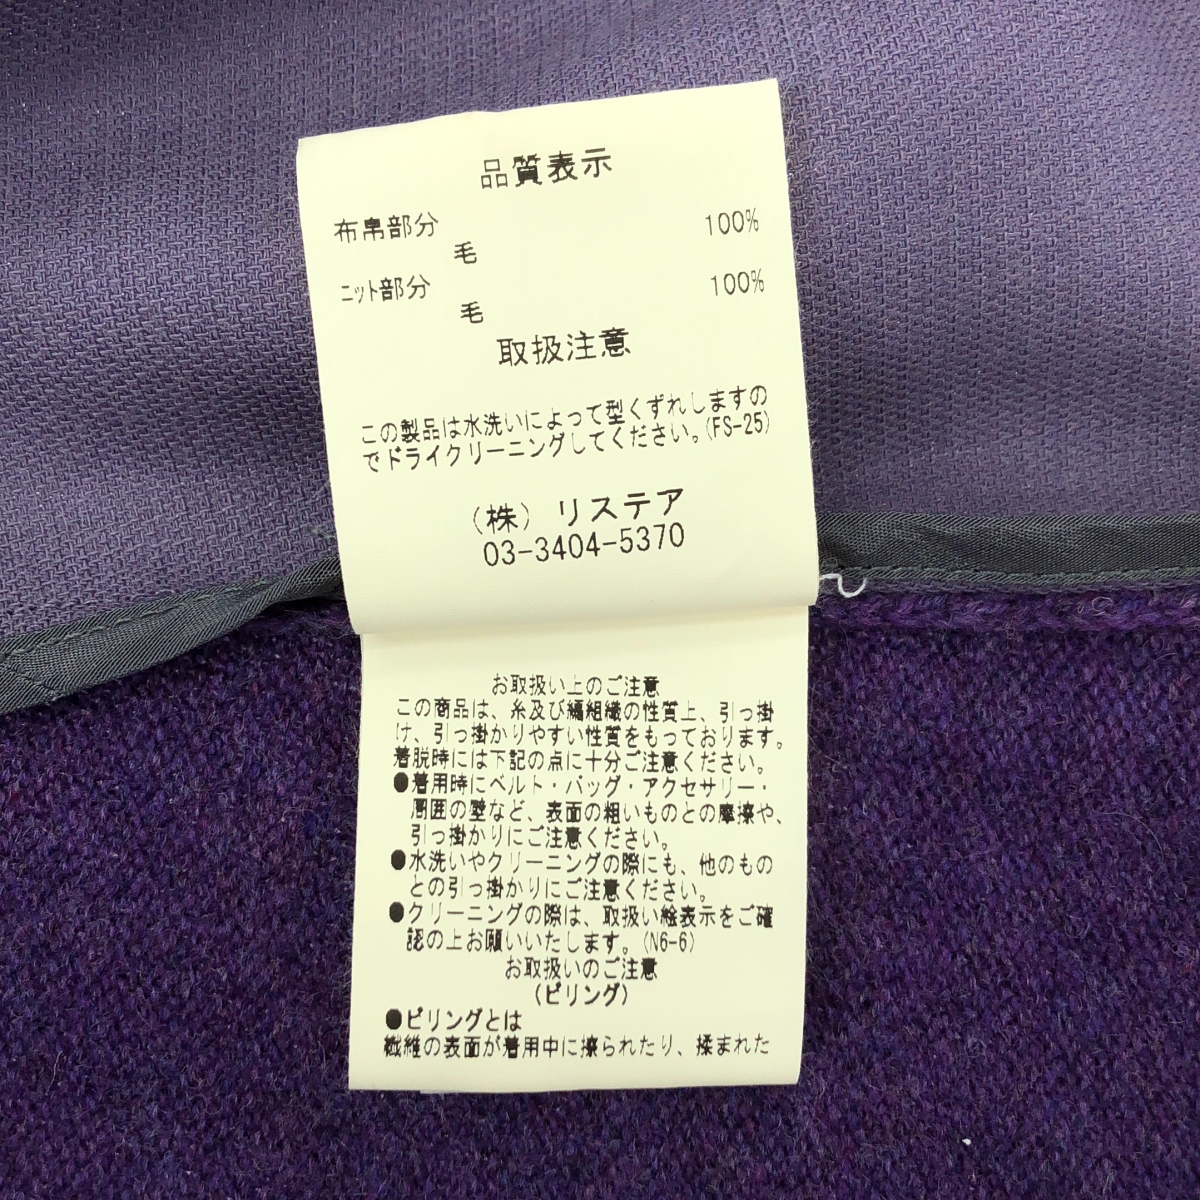 品質表示
布帛部分 100%
毛
ニット部分 100%
毛
取扱注意
この製品は水洗いによって型くずれしますの
でドライクリーニングしてください。(FS-25)
(株) リステア
03-3404-5370
お取扱い上のご注意
この商品は、糸及び編組織の性質上、引っ掛
け、引っ掛かりやすい性質をもっております。
着脱時には下記の点に十分ご注意ください。
●着用時にベルト・バッグ・アクセサリー・
周囲の壁など、表面の粗いものとの摩擦や、
引っ掛かりにご注意ください。
●水洗いやクリーニングの際にも、他のもの
との引っ掛かりにご注意ください。
●クリーニングの際は、取扱い絵表示をご確
認の上お願いいたします。(N6-6)
お取扱いのご注意
(ピリング)
●ピリングとは
繊維の表面が着用中に擦られたり、揉まれた